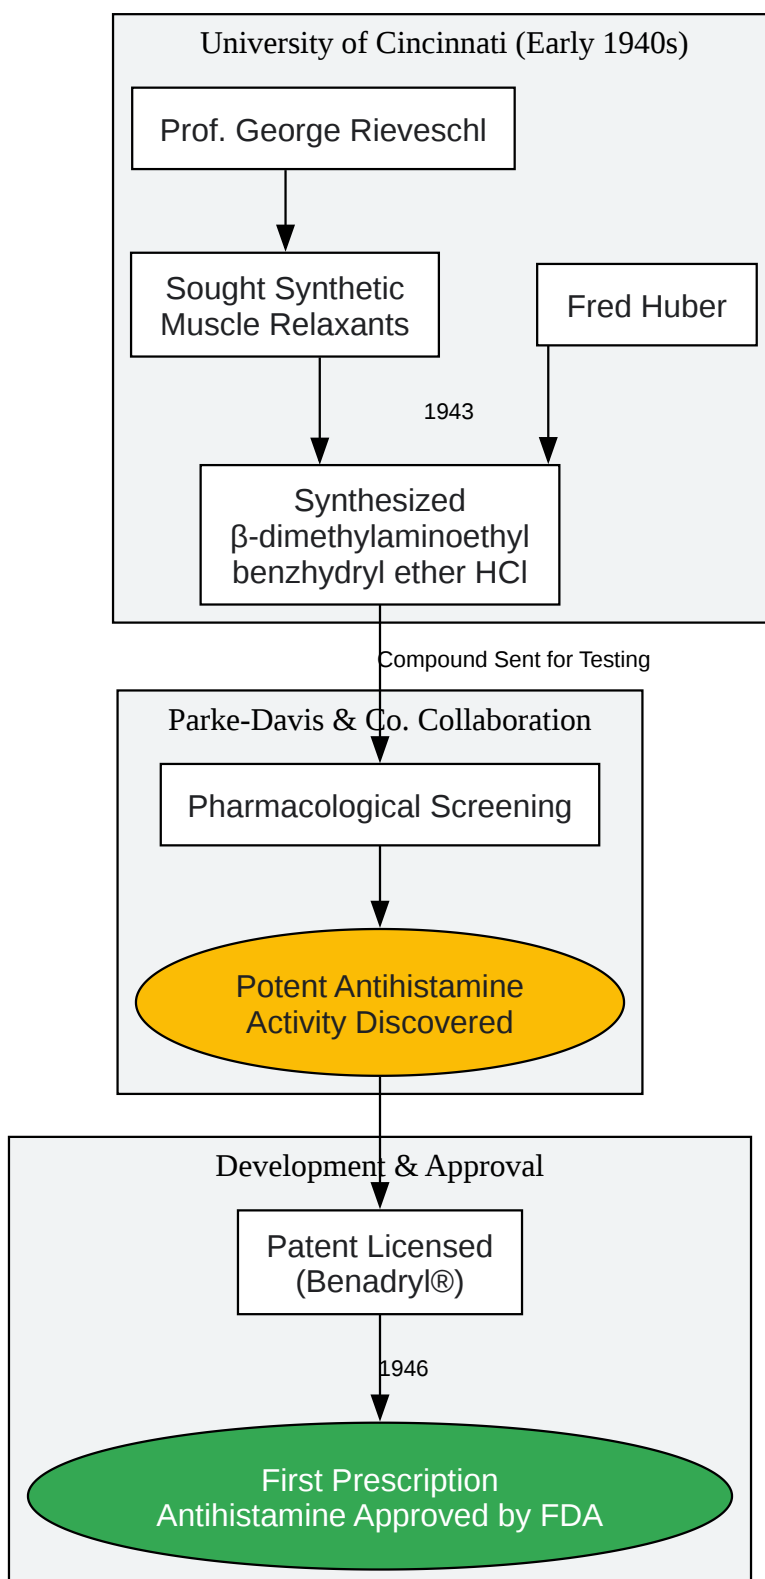 University of Cincinnati (Early 1940s)
Prof. George Rieveschl
Sought Synthetic
Muscle Relaxants
Fred Huber
1943
Synthesized
β-dimethylaminoethyl
benzhydryl ether HCl
Compound Sent for Testing
Parke-Davis & Co. Collaboration
Pharmacological Screening
Potent Antihistamine
Activity Discovered
Development & Approval
Patent Licensed
(Benadryl®)
1946
First Prescription
Antihistamine Approved by FDA